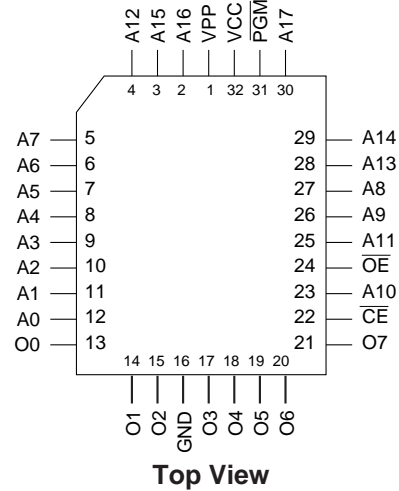 A12 A15 A16 VPP VCC P̅G̅M̅ A17
4 3 2 1 32 31 30
A7 5 29 A14
A6 6 28 A13
A5 7 27 A8
A4 8 26 A9
A3 9 25 A11
A2 10 24 O̅E̅
A1 11 23 A10
A0 12 22 C̅E̅
O0 13 21 O7
14 15 16 17 18 19 20
O1 O2 GND O3 O4 O5 O6
Top View